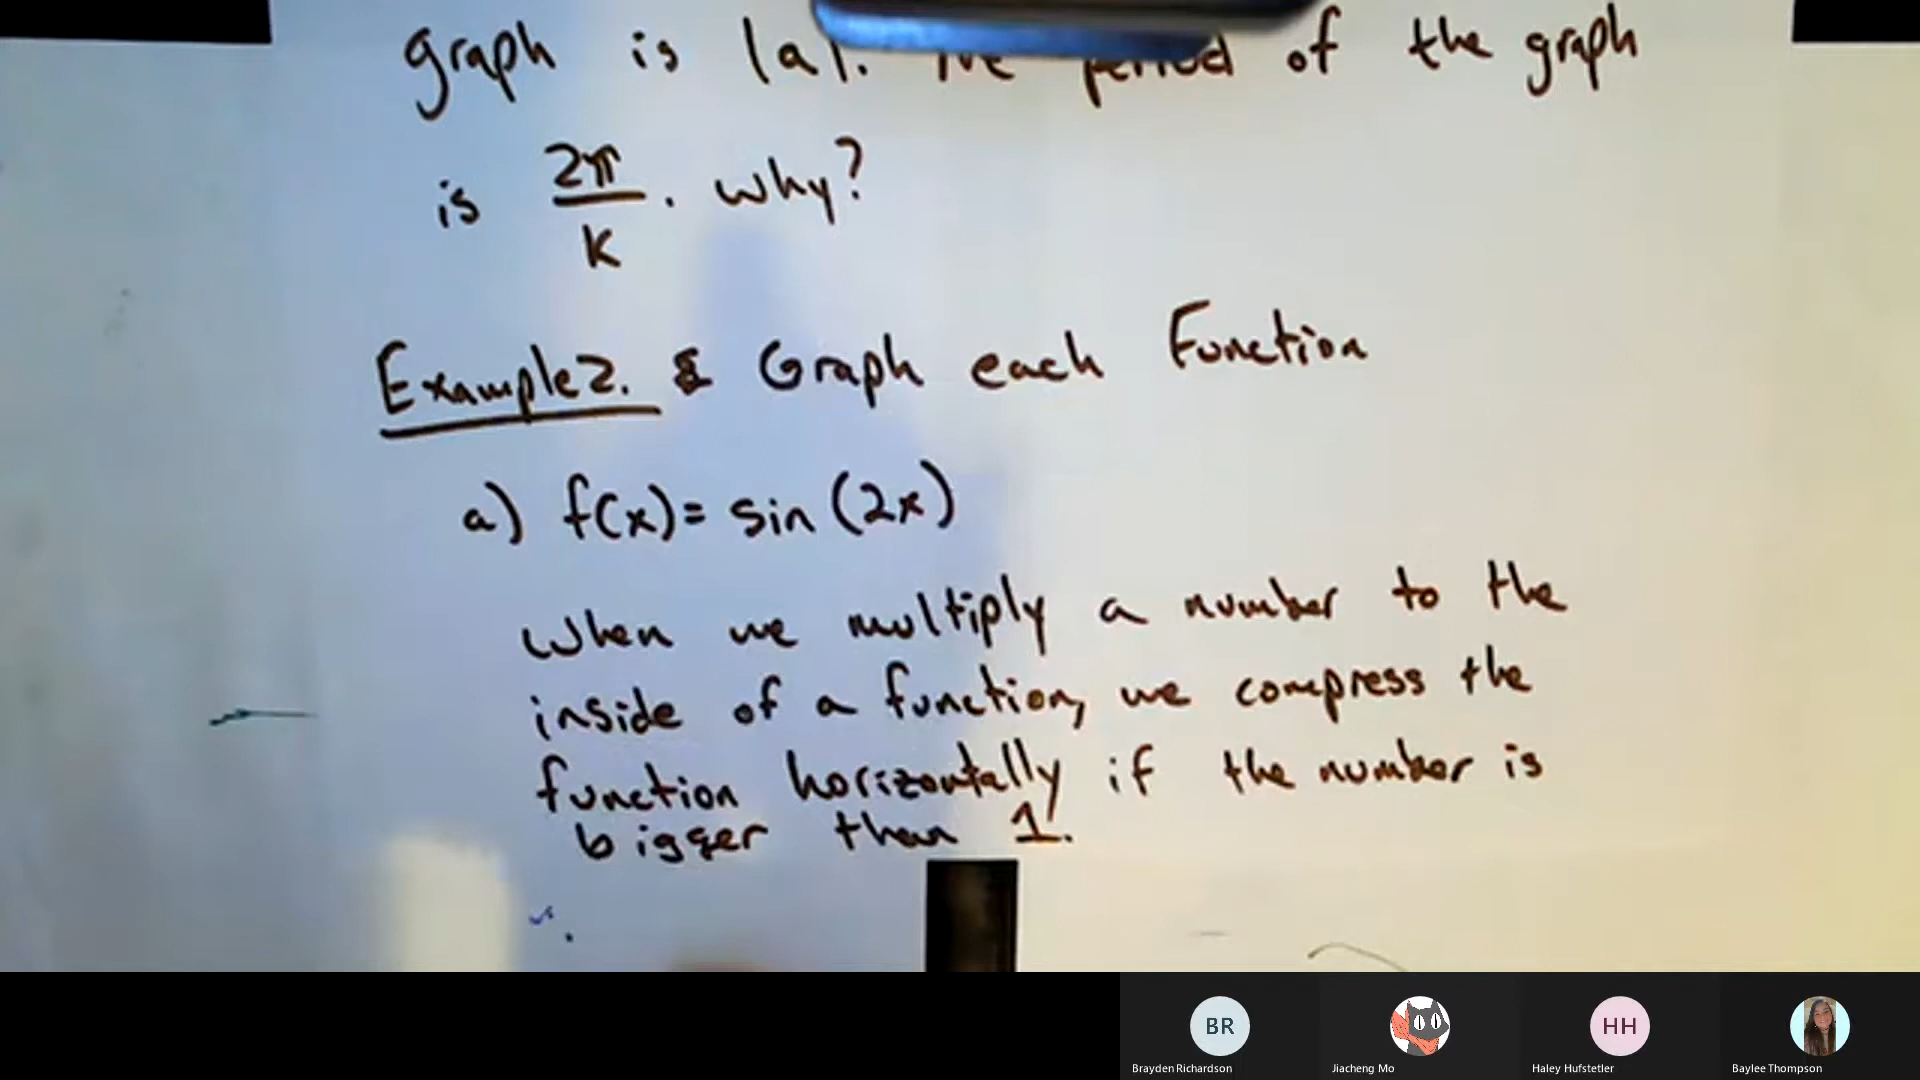 graph is |a|. The period of the graph
is 2π/k. why?
Example 2. Graph each Function
a) f(x)= sin (2x)
When we multiply a number to the
inside of a function, we compress the
function horizontally if the number is
bigger than 1.
BR
HH
Brayden Richardson
Jiacheng Mo
Haley Hufstetler
Baylee Thompson